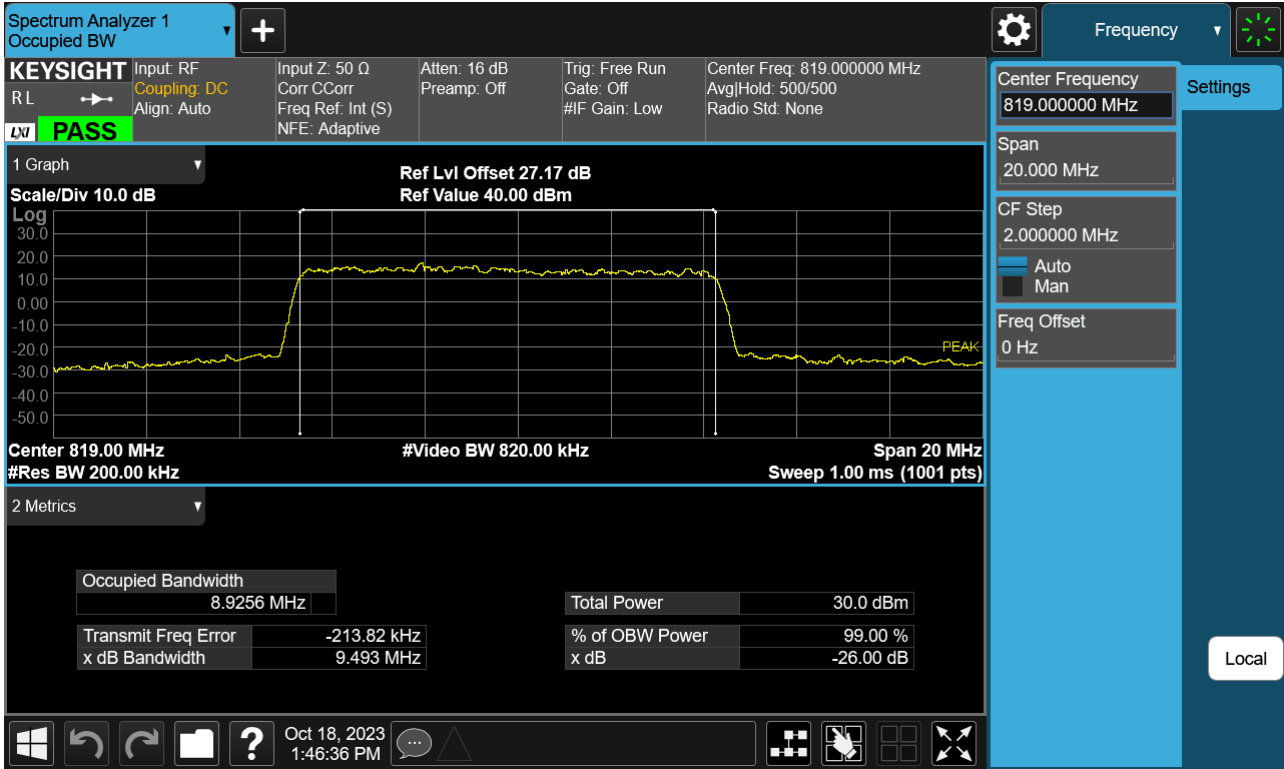 Spectrum Analyzer 1
Occupied BW
Frequency
KEYSIGHT
R L
LXI PASS
Input: RF
Coupling: DC
Align: Auto
Input Z: 50 Ω
Corr CCorr
Freq Ref: Int (S)
NFE: Adaptive
Atten: 16 dB
Preamp: Off
Trig: Free Run
Gate: Off
#IF Gain: Low
Center Freq: 819.000000 MHz
Avg|Hold: 500/500
Radio Std: None
1 Graph
Scale/Div 10.0 dB
Ref Lvl Offset 27.17 dB
Ref Value 40.00 dBm
Log
30.0
20.0
10.0
0.00
-10.0
-20.0
-30.0
-40.0
-50.0
PEAK
Center 819.00 MHz
#Video BW 820.00 kHz
Span 20 MHz
#Res BW 200.00 kHz
Sweep 1.00 ms (1001 pts)
2 Metrics
Occupied Bandwidth
8.9256 MHz
Total Power 30.0 dBm
Transmit Freq Error -213.82 kHz
% of OBW Power 99.00 %
x dB Bandwidth 9.493 MHz
x dB -26.00 dB
Center Frequency
819.000000 MHz
Span
20.000 MHz
CF Step
2.000000 MHz
Auto
Man
Freq Offset
0 Hz
Settings
Local
?
Oct 18, 2023
1:46:36 PM